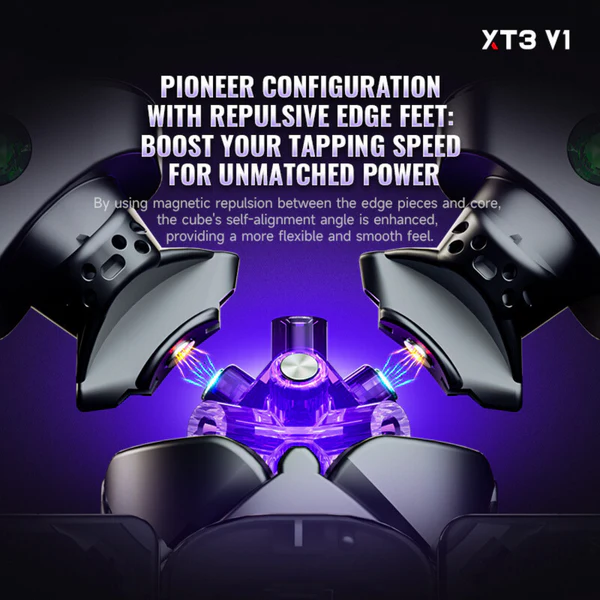 XT3 V1
PIONEER CONFIGURATION
WITH REPULSIVE EDGE FEET:
BOOST YOUR TAPPING SPEED
FOR UNMATCHED POWER
By using magnetic repulsion between the edge pieces and core,
the cube's self-alignment angle is enhanced,
providing a more flexible and smooth feel.